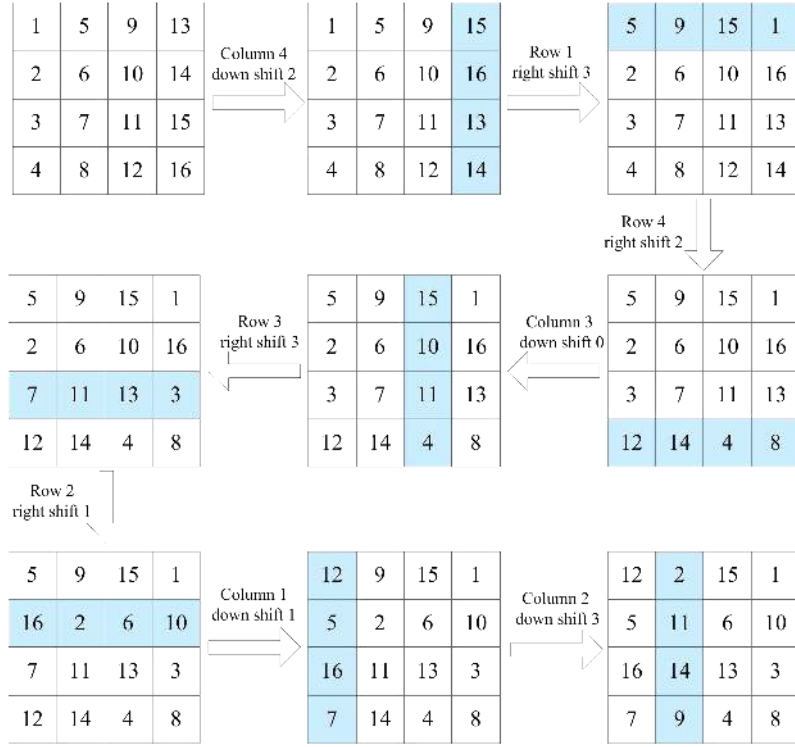 1 5 9 13
2 6 10 14
3 7 11 15
4 8 12 16
Column 4
down shift 2
1 5 9 15
2 6 10 16
3 7 11 13
4 8 12 14
Row 1
right shift 3
5 9 15 1
2 6 10 16
3 7 11 13
4 8 12 14
Row 4
right shift 2
5 9 15 1
2 6 10 16
3 7 11 13
12 14 4 8
Column 3
down shift 0
5 9 15 1
2 6 10 16
3 7 11 13
12 14 4 8
Row 3
right shift 3
5 9 15 1
2 6 10 16
7 11 13 3
12 14 4 8
Row 2
right shift 1
5 9 15 1
16 2 6 10
7 11 13 3
12 14 4 8
Column 1
down shift 1
12 9 15 1
5 2 6 10
16 11 13 3
7 14 4 8
Column 2
down shift 3
12 2 15 1
5 11 6 10
16 14 13 3
7 9 4 8